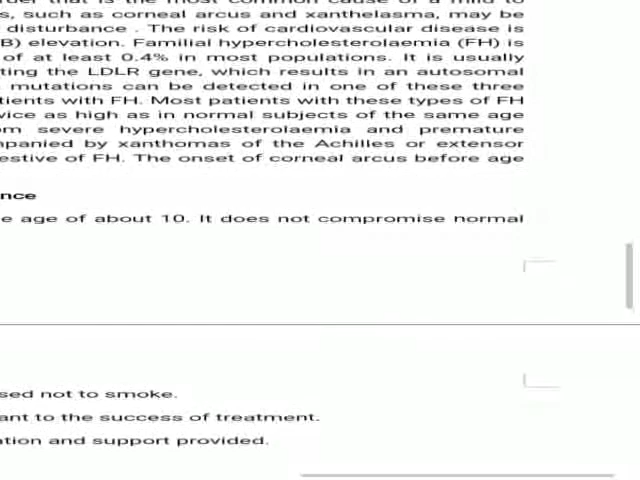 s, such as corneal arcus and xanthelasma, may be
disturbance . The risk of cardiovascular disease is
B) elevation. Familial hypercholesterolaemia (FH) is
of at least 0.4% in most populations. It is usually
ting the LDLR gene, which results in an autosomal
mutations can be detected in one of these three
tients with FH. Most patients with these types of FH
vice as high as in normal subjects of the same age
om severe hypercholesterolaemia and premature
npanied by xanthomas of the Achilles or extensor
estive of FH. The onset of corneal arcus before age
nce
e age of about 10. It does not compromise normal
sed not to smoke.
ant to the success of treatment.
ation and support provided.